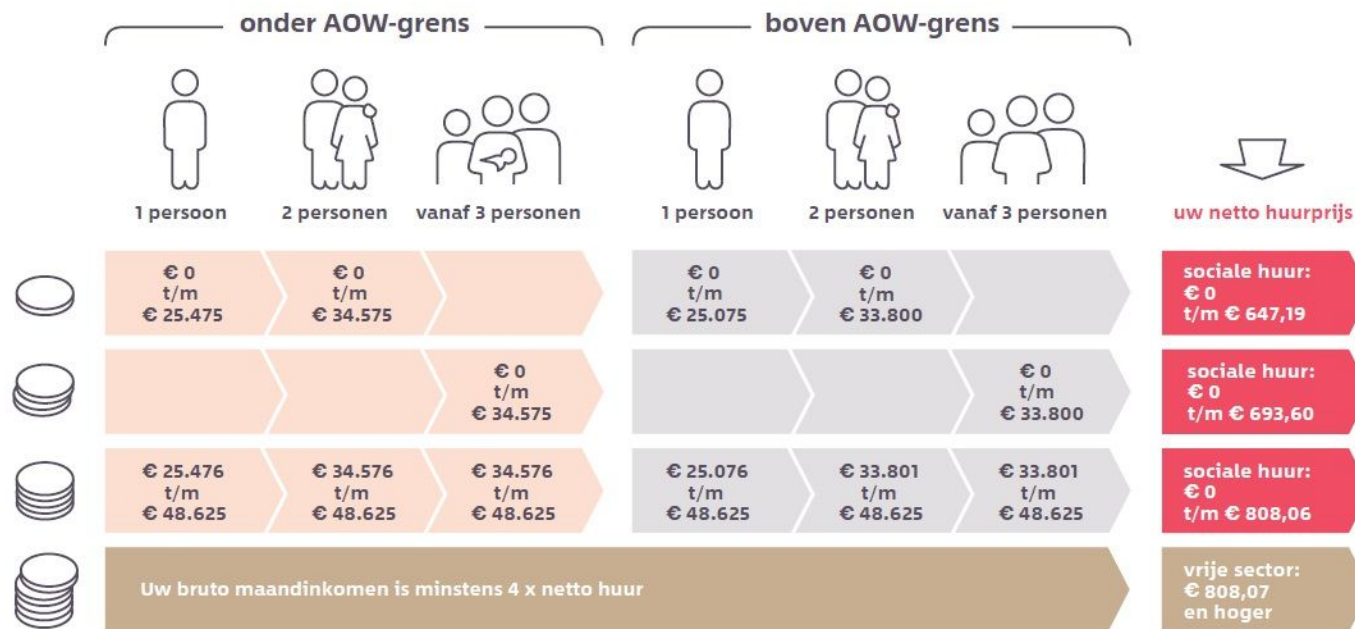 onder AOW-grens
boven AOW-grens
1 persoon
2 personen
vanaf 3 personen
1 persoon
2 personen
vanaf 3 personen
uw netto huurprijs
€ 0
t/m
€ 25.475
€ 0
t/m
€ 34.575
€ 0
t/m
€ 25.075
€ 0
t/m
€ 33.800
sociale huur:
€ 0
t/m € 647,19
€ 0
t/m
€ 34.575
€ 0
t/m
€ 33.800
sociale huur:
€ 0
t/m € 693,60
€ 25.476
t/m
€ 48.625
€ 34.576
t/m
€ 48.625
€ 34.576
t/m
€ 48.625
€ 25.076
t/m
€ 48.625
€ 33.801
t/m
€ 48.625
€ 33.801
t/m
€ 48.625
sociale huur:
€ 0
t/m € 808,06
Uw bruto maandinkomen is minstens 4 x netto huur
vrije sector:
€ 808,07
en hoger